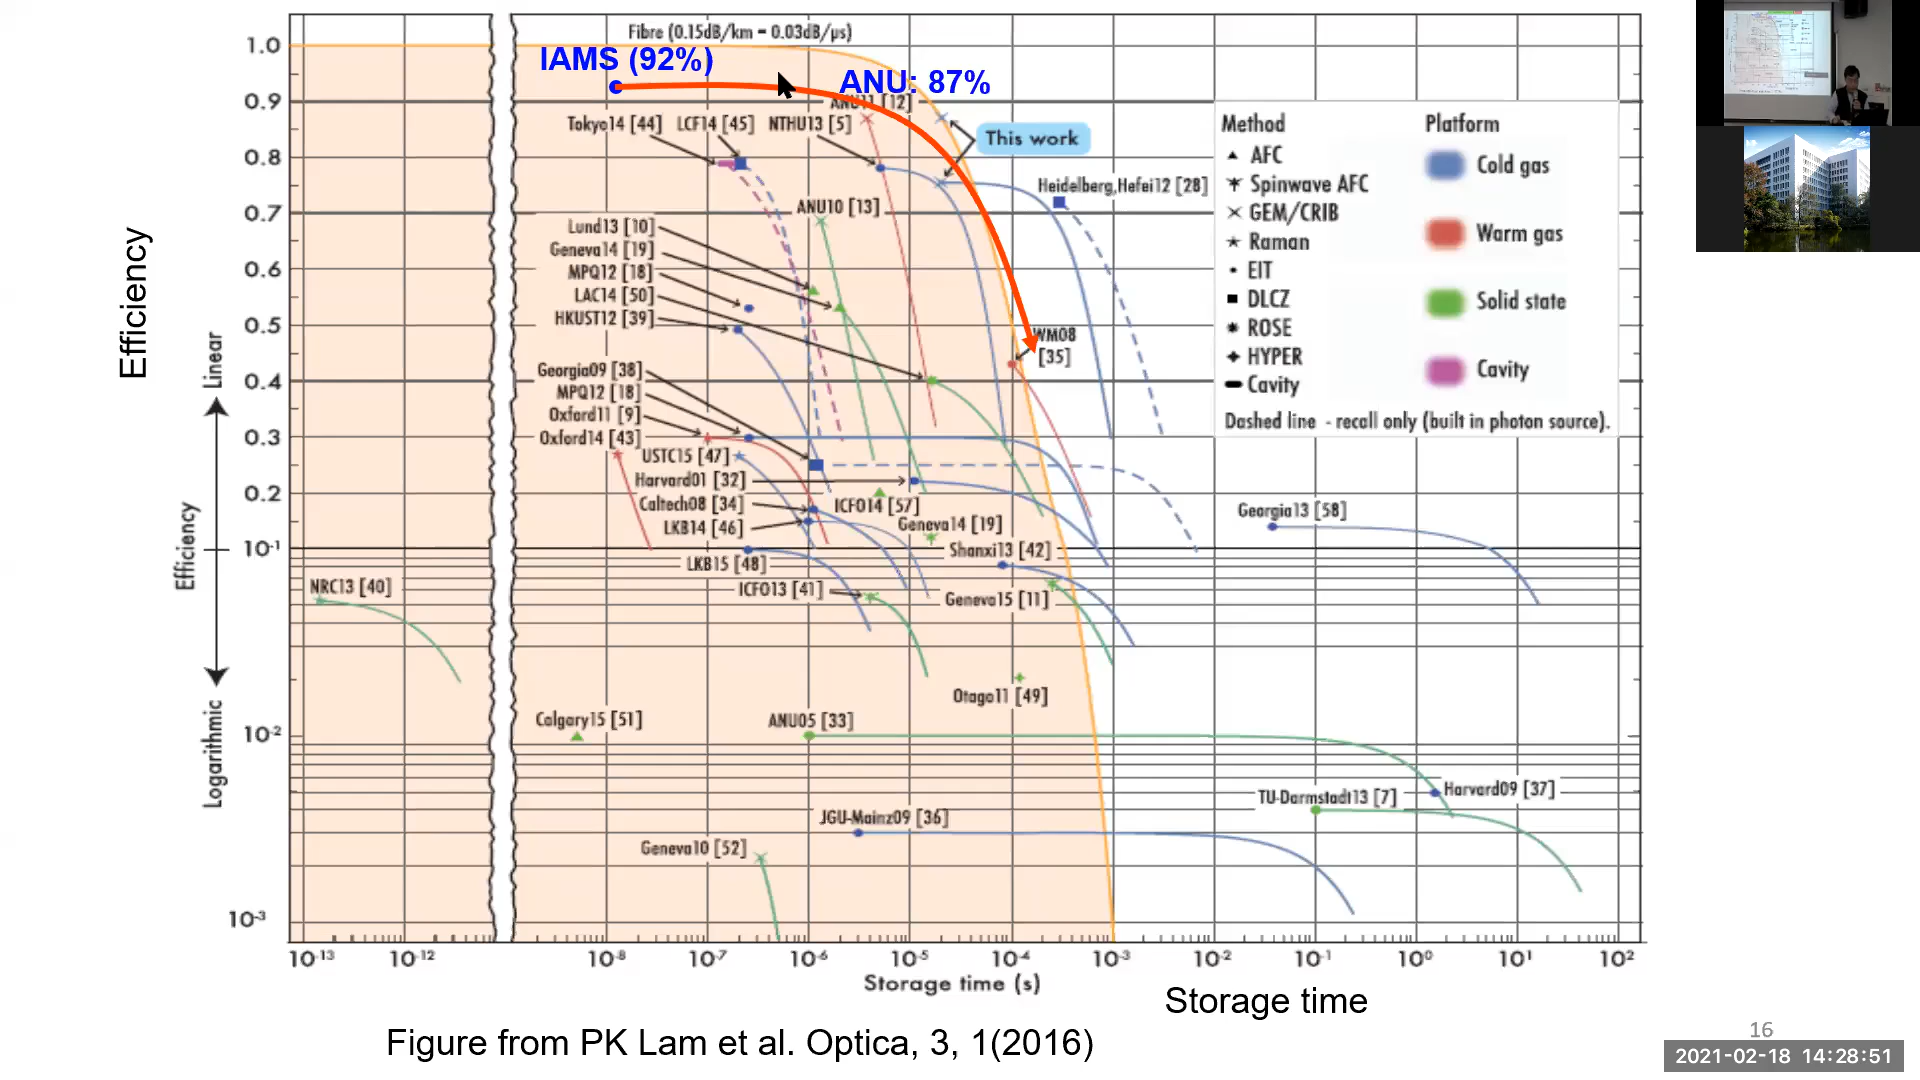 Fibre (0.15dB/km = 0.03dB/µs)
1.0
IAMS (92%)
ANU: 87%
0.9
ANU11 [12]
Tokyo14 [44]
LCF14 [45]
NTHU13 [5]
This work
0.8
Heidelberg,Hefei12 [28]
0.7
ANU10 [13]
Lund13 [10]
Geneva14 [19]
MPQ12 [18]
0.6
LAC14 [50]
HKUST12 [39]
0.5
WM08
[35]
Georgia09 [38]
0.4
MPQ12 [18]
Oxford11 [9]
0.3
Oxford14 [43]
USTC15 [47]
Harvard01 [32]
0.2
Caltech08 [34]
ICFO14 [57]
LKB14 [46]
Geneva14 [19]
Georgia13 [58]
10-1
Shanxi13 [42]
LKB15 [48]
NRC13 [40]
ICFO13 [41]
Geneva15 [11]
Otago11 [49]
Calgary15 [51]
ANU05 [33]
10-2
TU-Darmstadt13 [7]
Harvard09 [37]
JGU-Mainz09 [36]
Geneva10 [52]
10-3
Efficiency
Linear
Efficiency
Logarithmic
Method
AFC
Spinwave AFC
GEM/CRIB
Raman
EIT
DLCZ
ROSE
HYPER
Cavity
Platform
Cold gas
Warm gas
Solid state
Cavity
Dashed line - recall only (built in photon source).
10-13 10-12 10-8 10-7 10-6 10-5 10-4 10-3 10-2 10-1 100 101 102
Storage time (s)
Storage time
Figure from PK Lam et al. Optica, 3, 1(2016)
16
2021-02-18 14:28:51